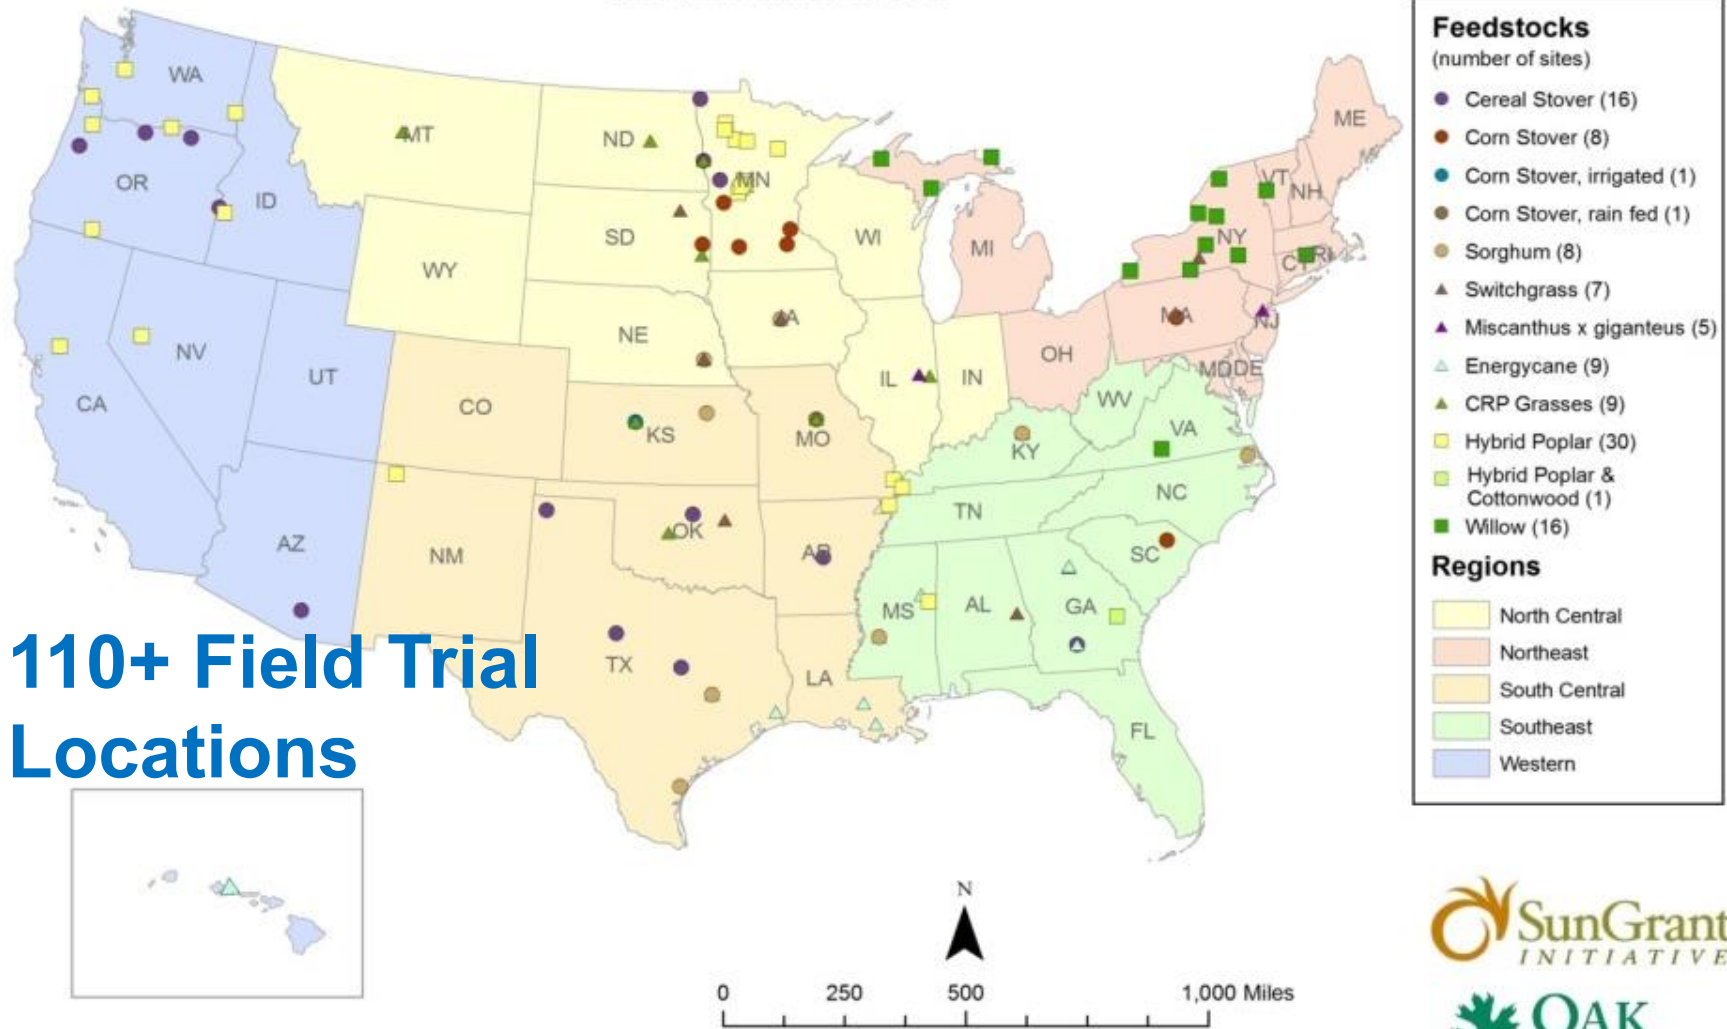 WA
MT
ND
MN
ME
VT
NH
OR
ID
SD
WI
MI
NY
WY
CT
RI
NE
IA
IL
IN
OH
NJ
MD
DE
NV
UT
CO
KS
MO
KY
WV
VA
CA
AZ
NM
OK
AR
TN
NC
SC
MS
AL
GA
TX
LA
FL
110+ Field Trial
Locations
N
0 250 500 1,000 Miles
Feedstocks
(number of sites)
Cereal Stover (16)
Corn Stover (8)
Corn Stover, irrigated (1)
Corn Stover, rain fed (1)
Sorghum (8)
Switchgrass (7)
Miscanthus x giganteus (5)
Energycane (9)
CRP Grasses (9)
Hybrid Poplar (30)
Hybrid Poplar &
Cottonwood (1)
Willow (16)
Regions
North Central
Northeast
South Central
Southeast
Western
SunGrant
INITIATIVE
OAK